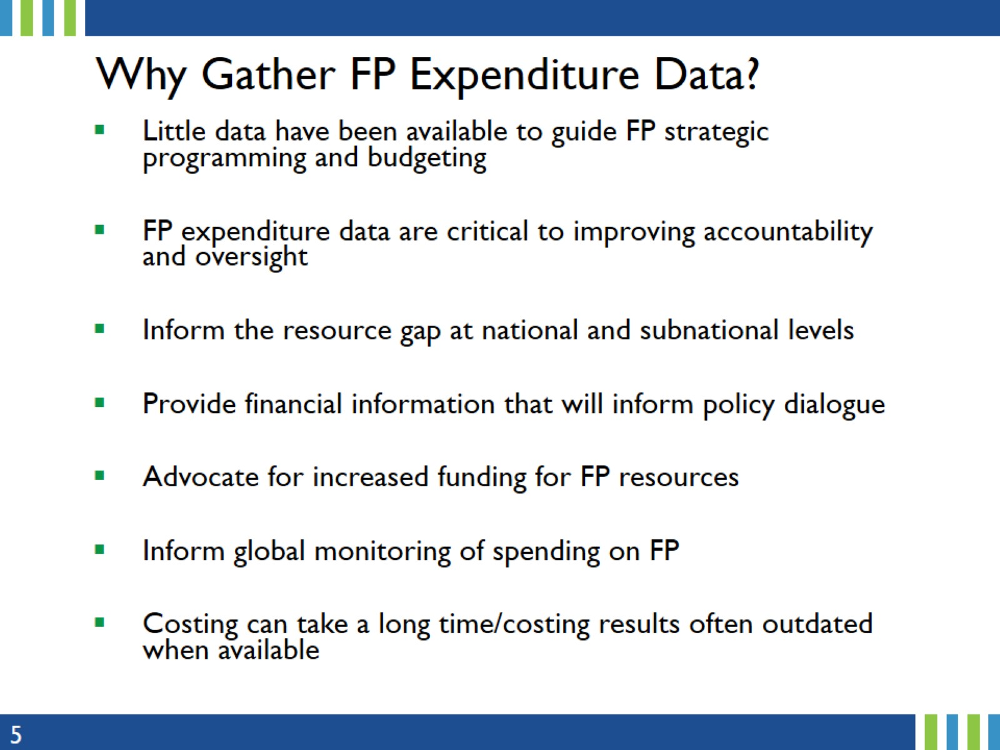 Why Gather FP Expenditure Data?
Little data have been available to guide FP strategic
programming and budgeting
FP expenditure data are critical to improving accountability
and oversight
Inform the resource gap at national and subnational levels
Provide financial information that will inform policy dialogue
Advocate for increased funding for FP resources
Inform global monitoring of spending on FP
Costing can take a long time/costing results often outdated
when available
5